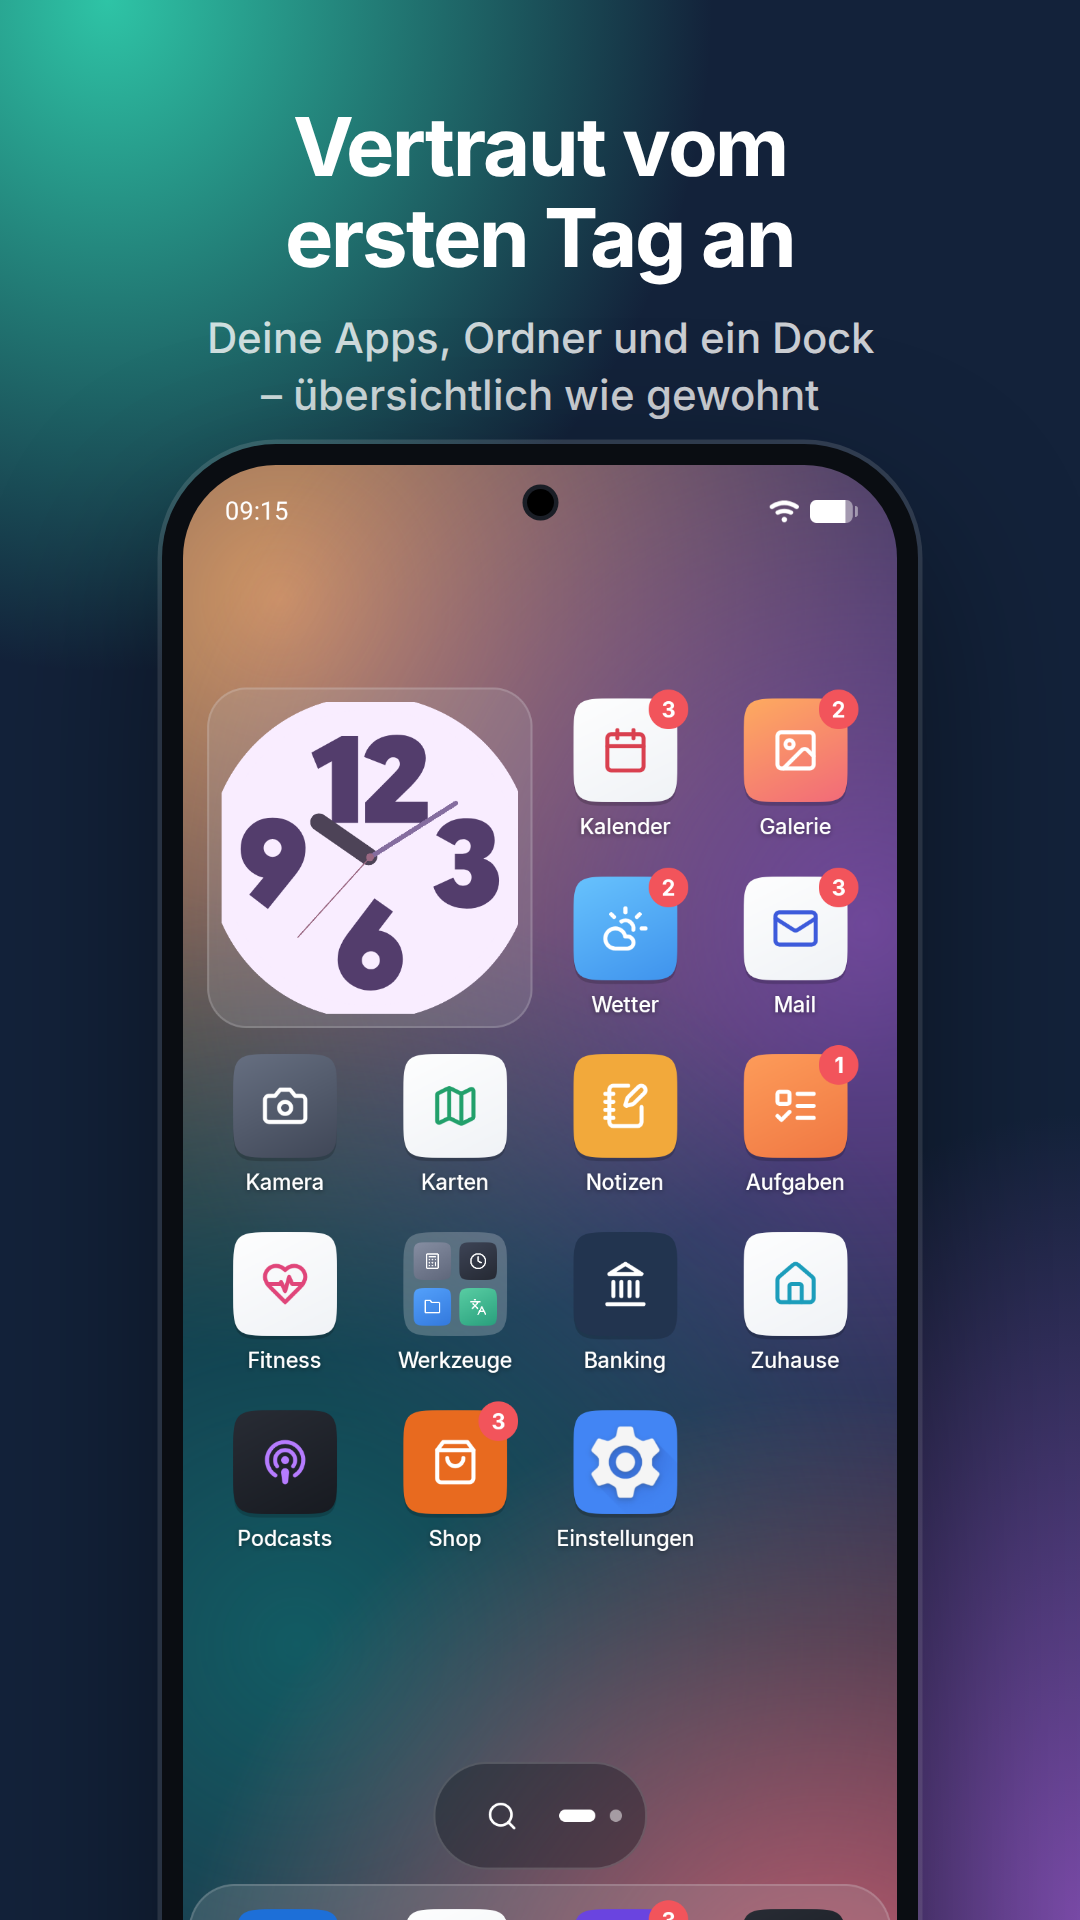 Vertraut vom
ersten Tag an
Deine Apps, Ordner und ein Dock
– übersichtlich wie gewohnt
09:15
12
9
3
6
3
Kalender
2
Galerie
2
Wetter
3
Mail
Kamera
Karten
Notizen
1
Aufgaben
Fitness
Werkzeuge
Banking
Zuhause
Podcasts
3
Shop
Einstellungen